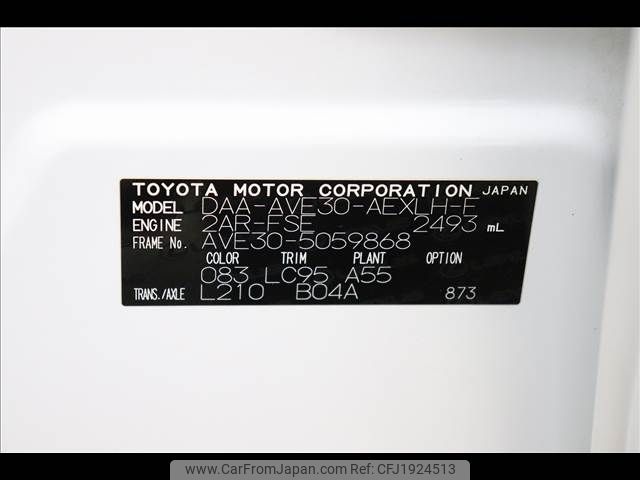 TOYOTA MOTOR CORPORATION JAPAN
MODEL DAA-AVE30-AEXLH-F
ENGINE 2AR-FSE 2493 mL
FRAME No. AVE30-5059868
COLOR TRIM PLANT OPTION
083 LC95 A55
TRANS./AXLE L210 B04A 873
www.CarFromJapan.com-CFJ1924513